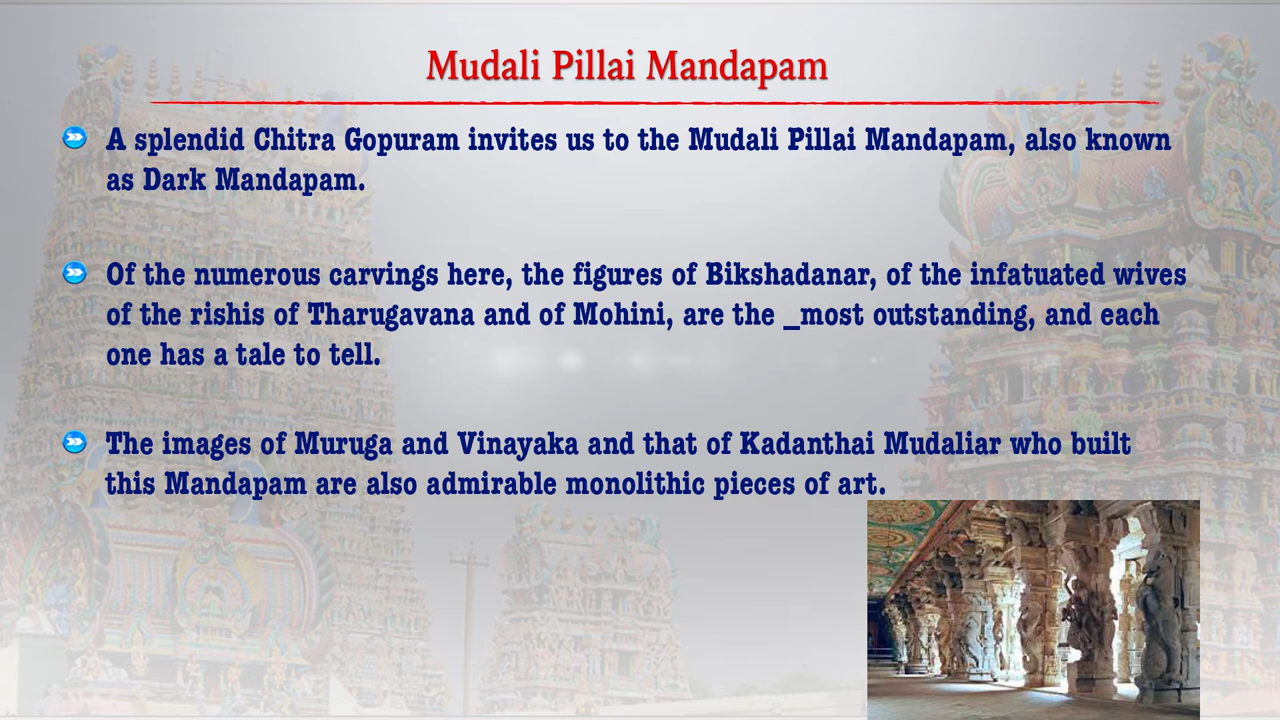 Mudali Pillai Mandapam
A splendid Chitra Gopuram invites us to the Mudali Pillai Mandapam, also known
as Dark Mandapam.
Of the numerous carvings here, the figures of Bikshadanar, of the infatuated wives
of the rishis of Tharugavana and of Mohini, are the _most outstanding, and each
one has a tale to tell.
The images of Muruga and Vinayaka and that of Kadanthai Mudaliar who built
this Mandapam are also admirable monolithic pieces of art.